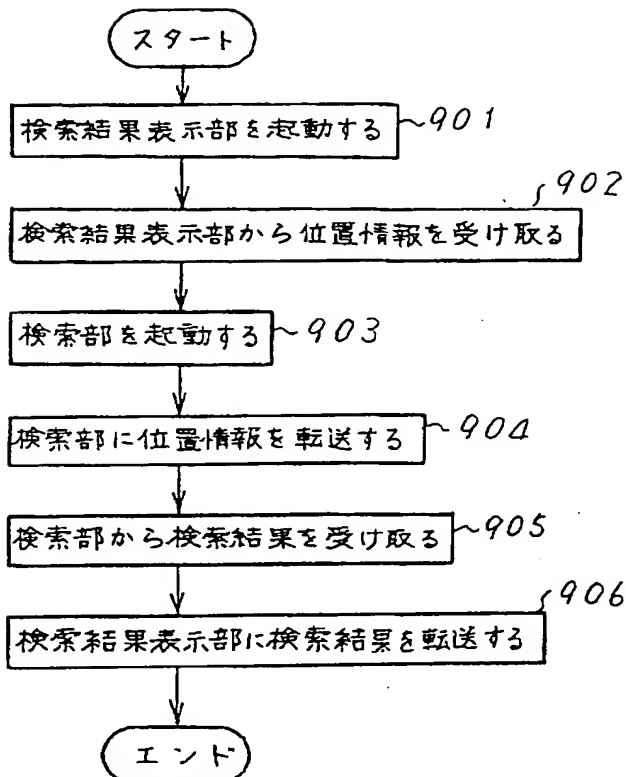 スタート
検索結果表示部を起動する ~901
902
検索結果表示部から位置情報を受け取る
検索部を起動する ~903
検索部に位置情報を転送する ~904
検索部から検索結果を受け取る ~905
906
検索結果表示部に検索結果を転送する
エンド